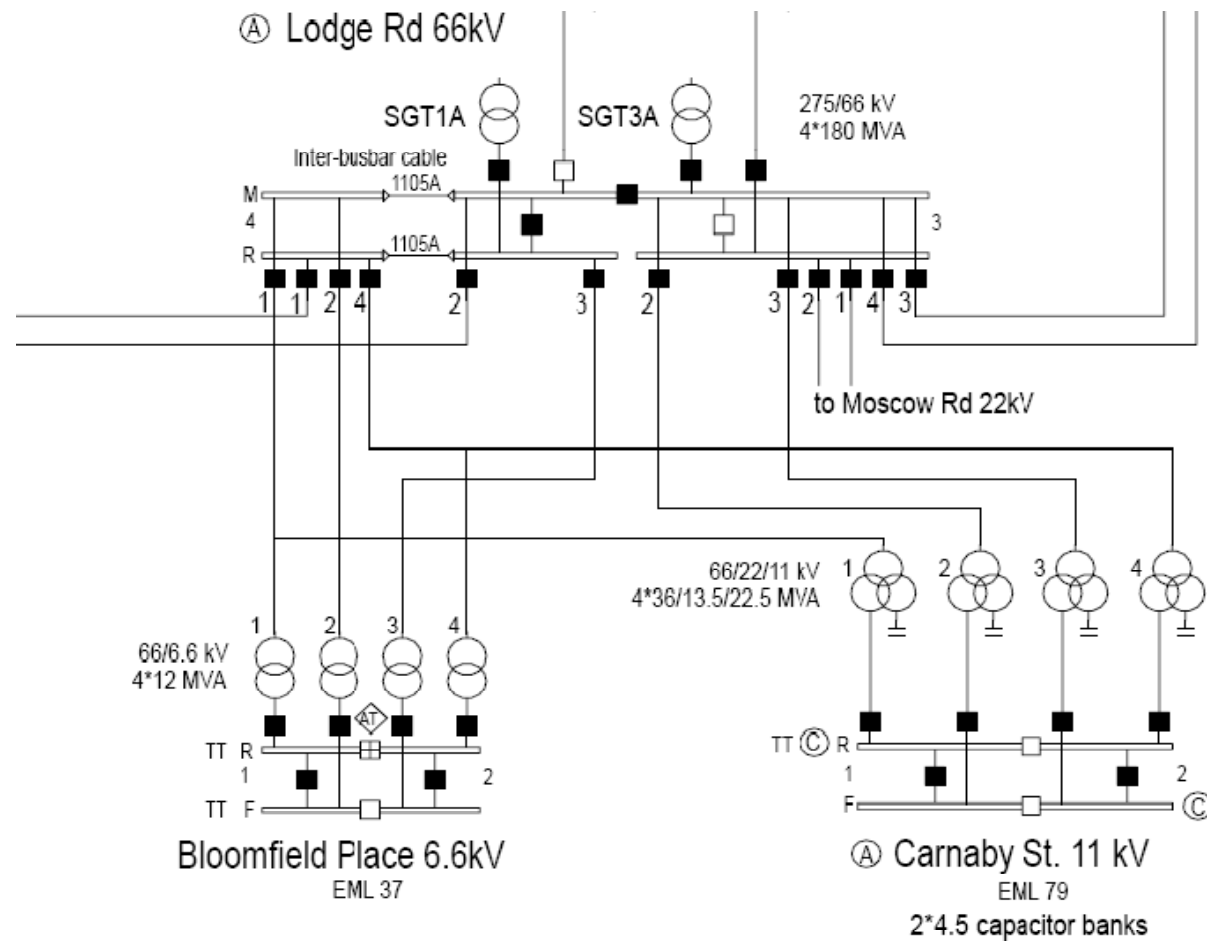 Ⓐ Lodge Rd 66kV
SGT1A
SGT3A
275/66 kV
4*180 MVA
Inter-busbar cable
1105A
M
4
3
R
1105A
1 1 2 4 2 3 2 3 2 1 4 3
to Moscow Rd 22kV
66/22/11 kV
4*36/13.5/22.5 MVA
1 2 3 4
1 2 3 4
66/6.6 kV
4*12 MVA
AT
TT R
1 2
TT F
TT Ⓒ R
1 2
F Ⓒ
Bloomfield Place 6.6kV
EML 37
Ⓐ Carnaby St. 11 kV
EML 79
2*4.5 capacitor banks